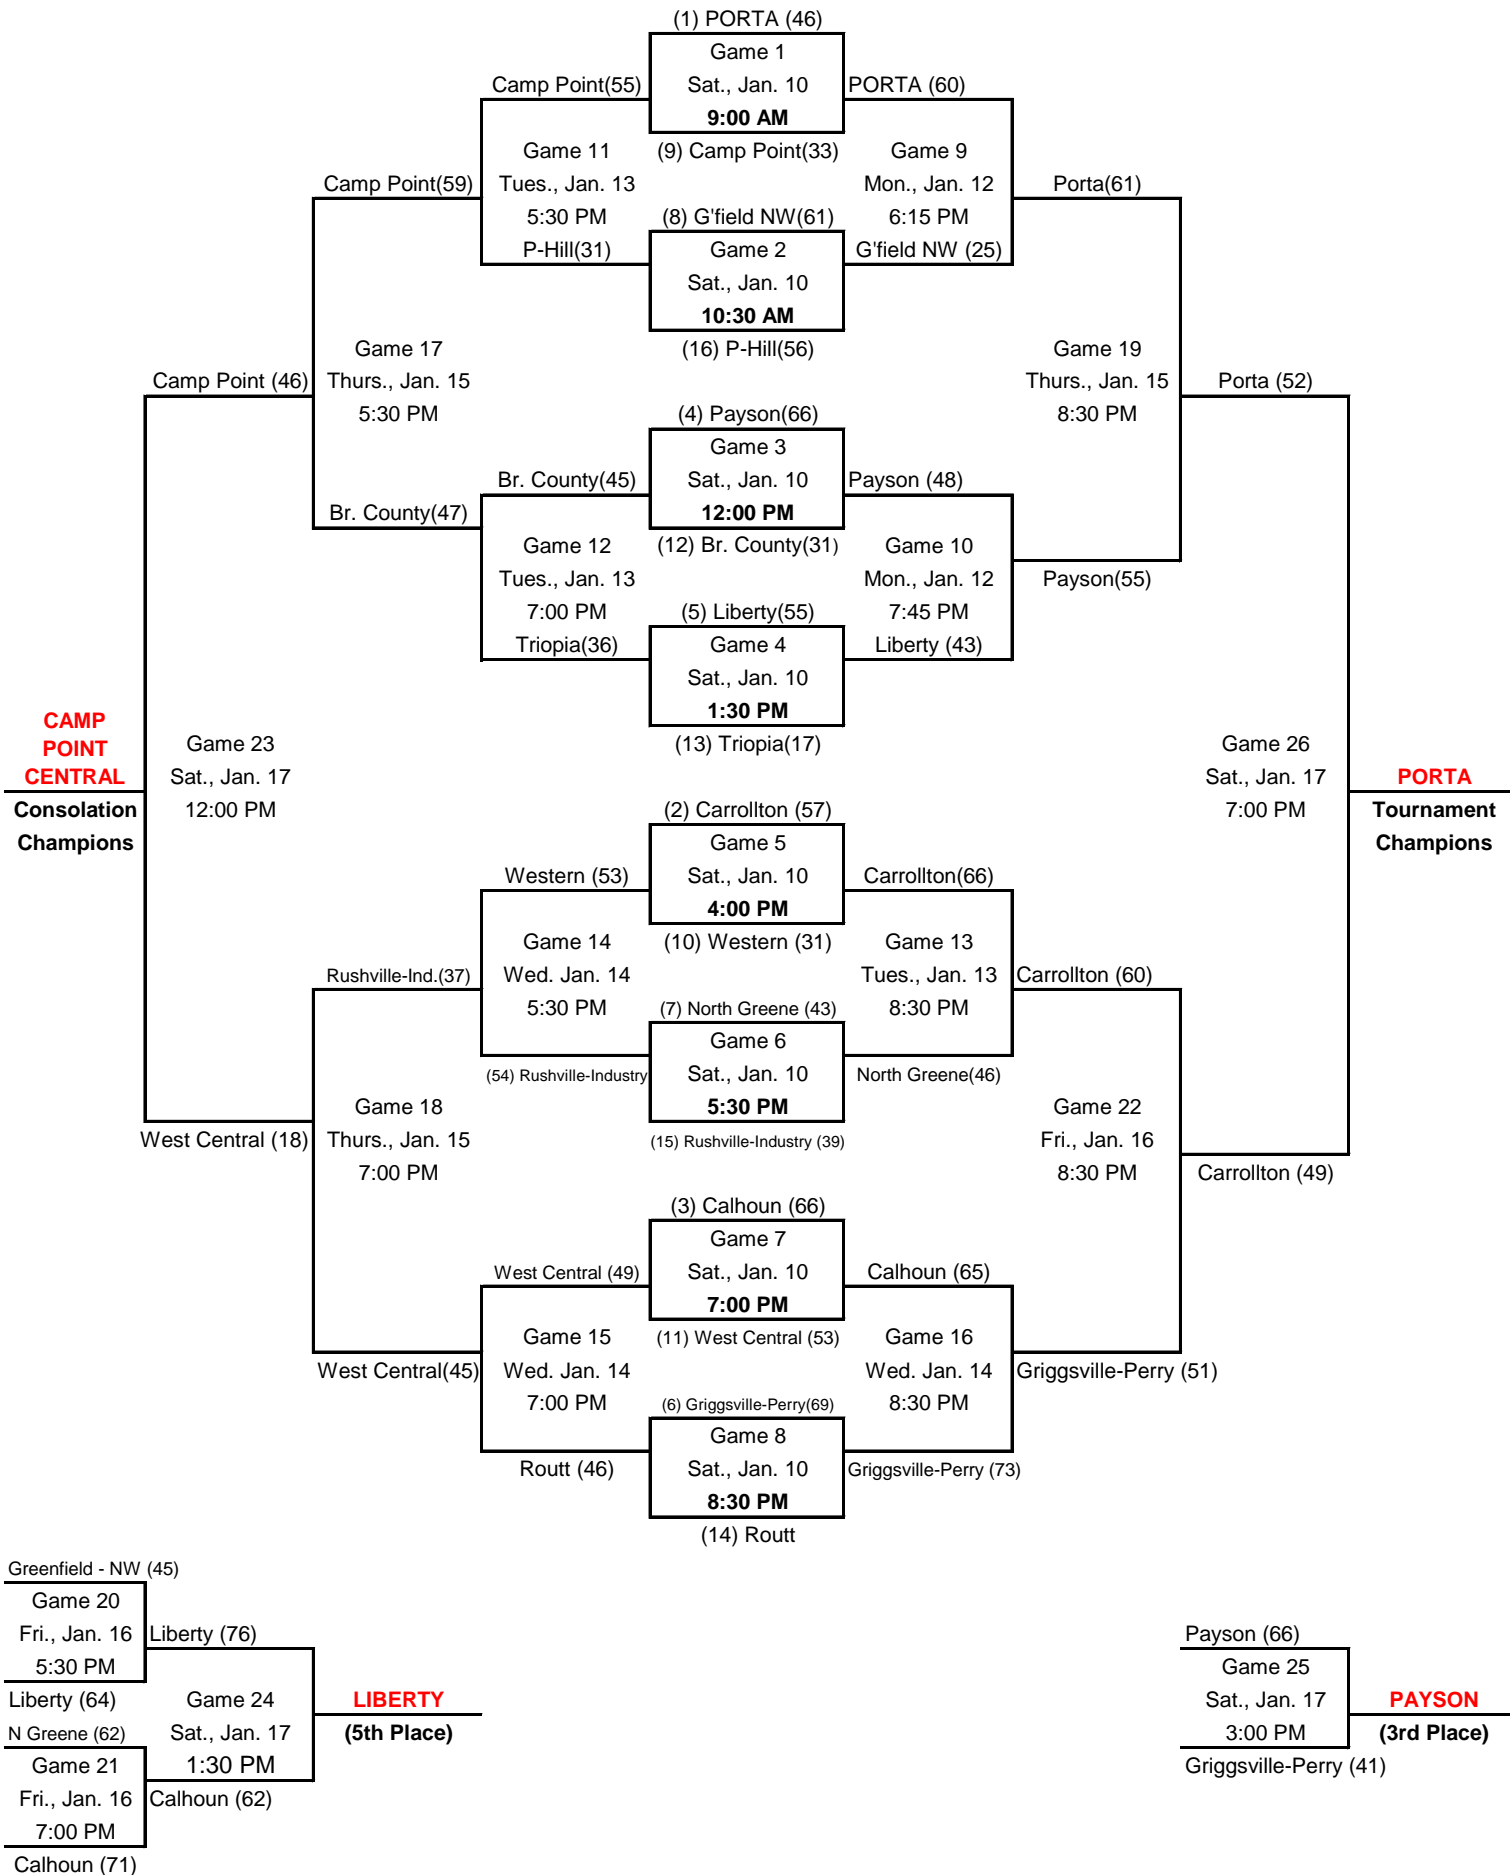 (1) PORTA (46)
Game 1
Camp Point(55)
Sat., Jan. 10
PORTA (60)
9:00 AM
Game 11
(9) Camp Point(33)
Game 9
Camp Point(59)
Tues., Jan. 13
Mon., Jan. 12
Porta(61)
5:30 PM
(8) G'field NW(61)
6:15 PM
P-Hill(31)
Game 2
G'field NW (25)
Sat., Jan. 10
10:30 AM
Game 17
(16) P-Hill(56)
Game 19
Camp Point (46)
Thurs., Jan. 15
Thurs., Jan. 15
Porta (52)
5:30 PM
(4) Payson(66)
8:30 PM
Game 3
Br. County(45)
Sat., Jan. 10
Payson (48)
Br. County(47)
12:00 PM
Game 12
(12) Br. County(31)
Game 10
Tues., Jan. 13
Mon., Jan. 12
Payson(55)
7:00 PM
(5) Liberty(55)
7:45 PM
Triopia(36)
Game 4
Liberty (43)
Sat., Jan. 10
CAMP
POINT
CENTRAL
1:30 PM
Game 23
(13) Triopia(17)
Game 26
Sat., Jan. 17
Sat., Jan. 17
PORTA
Consolation
Champions
12:00 PM
(2) Carrollton (57)
7:00 PM
Tournament
Champions
Game 5
Western (53)
Sat., Jan. 10
Carrollton(66)
4:00 PM
Game 14
(10) Western (31)
Game 13
Rushville-Ind.(37)
Wed. Jan. 14
Tues., Jan. 13
Carrollton (60)
5:30 PM
(7) North Greene (43)
8:30 PM
Game 6
(54) Rushville-Industry
Sat., Jan. 10
North Greene(46)
Game 18
5:30 PM
Game 22
West Central (18)
Thurs., Jan. 15
(15) Rushville-Industry (39)
Fri., Jan. 16
7:00 PM
8:30 PM
Carrollton (49)
(3) Calhoun (66)
Game 7
West Central (49)
Sat., Jan. 10
Calhoun (65)
7:00 PM
Game 15
(11) West Central (53)
Game 16
West Central(45)
Wed. Jan. 14
Wed. Jan. 14
Griggsville-Perry (51)
7:00 PM
(6) Griggsville-Perry(69)
8:30 PM
Game 8
Routt (46)
Sat., Jan. 10
Griggsville-Perry (73)
8:30 PM
(14) Routt
Greenfield - NW (45)
Game 20
Fri., Jan. 16
Liberty (76)
Payson (66)
5:30 PM
Game 25
Liberty (64)
Game 24
LIBERTY
Sat., Jan. 17
PAYSON
N Greene (62)
Sat., Jan. 17
(5th Place)
3:00 PM
(3rd Place)
Game 21
1:30 PM
Griggsville-Perry (41)
Fri., Jan. 16
Calhoun (62)
7:00 PM
Calhoun (71)